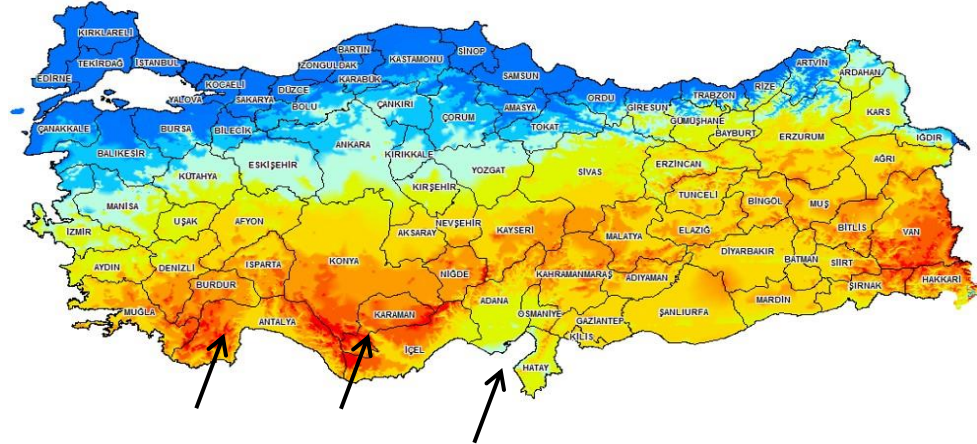 KIRKLARELİ
TEKİRDAĞ
EDİRNE
İSTANBUL
KOCAELİ
YALOVA
SAKARYA
DÜZCE
BOLU
ZONGULDAK
BARTIN
KARABÜK
KASTAMONU
SİNOP
SAMSUN
ÇANKIRI
ÇORUM
AMASYA
TOKAT
ORDU
GİRESUN
TRABZON
RİZE
ARTVİN
ARDAHAN
KARS
GÜMÜŞHANE
BAYBURT
ERZURUM
IĞDIR
AĞRI
ÇANAKKALE
BURSA
BİLECİK
BALIKESİR
KÜTAHYA
ESKİŞEHİR
ANKARA
KIRIKKALE
KIRŞEHİR
YOZGAT
SİVAS
ERZİNCAN
TUNCELİ
BİNGÖL
MUŞ
BİTLİS
VAN
MANİSA
İZMİR
UŞAK
AFYON
AKSARAY
NEVŞEHİR
KAYSERİ
MALATYA
ELAZIĞ
DİYARBAKIR
BATMAN
SİİRT
ŞIRNAK
HAKKARİ
AYDIN
DENİZLİ
ISPARTA
BURDUR
KONYA
NİĞDE
KAHRAMANMARAŞ
ADIYAMAN
MARDİN
ŞANLIURFA
MUĞLA
ANTALYA
KARAMAN
İÇEL
ADANA
OSMANİYE
GAZİANTEP
KİLİS
HATAY